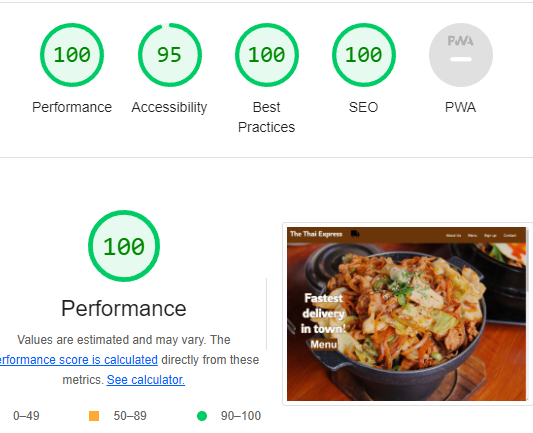 100
95
100
100
PWA
Performance
Accessibility
Best
Practices
SEO
PWA
100
Performance
Values are estimated and may vary. The
erformance score is calculated directly from these
metrics. See calculator.
0–49
50–89
90–100
The Thai Express
About Us
Menu
Sign up
Contact
Fastest
delivery
in town!
Menu